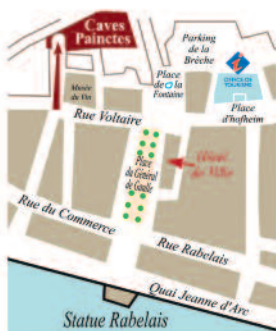 Caves
Painctes
Parking
de la
Brèche
Musée
du Vin
Place
de la
Fontaine
OFFICE DE
TOURISME
Rue Voltaire
Place
d'hofheim
Place
du Général
de Gaulle
Hôtel
de Ville
Rue du Commerce
Rue Rabelais
Quai Jeanne d'Arc
Statue Rabelais